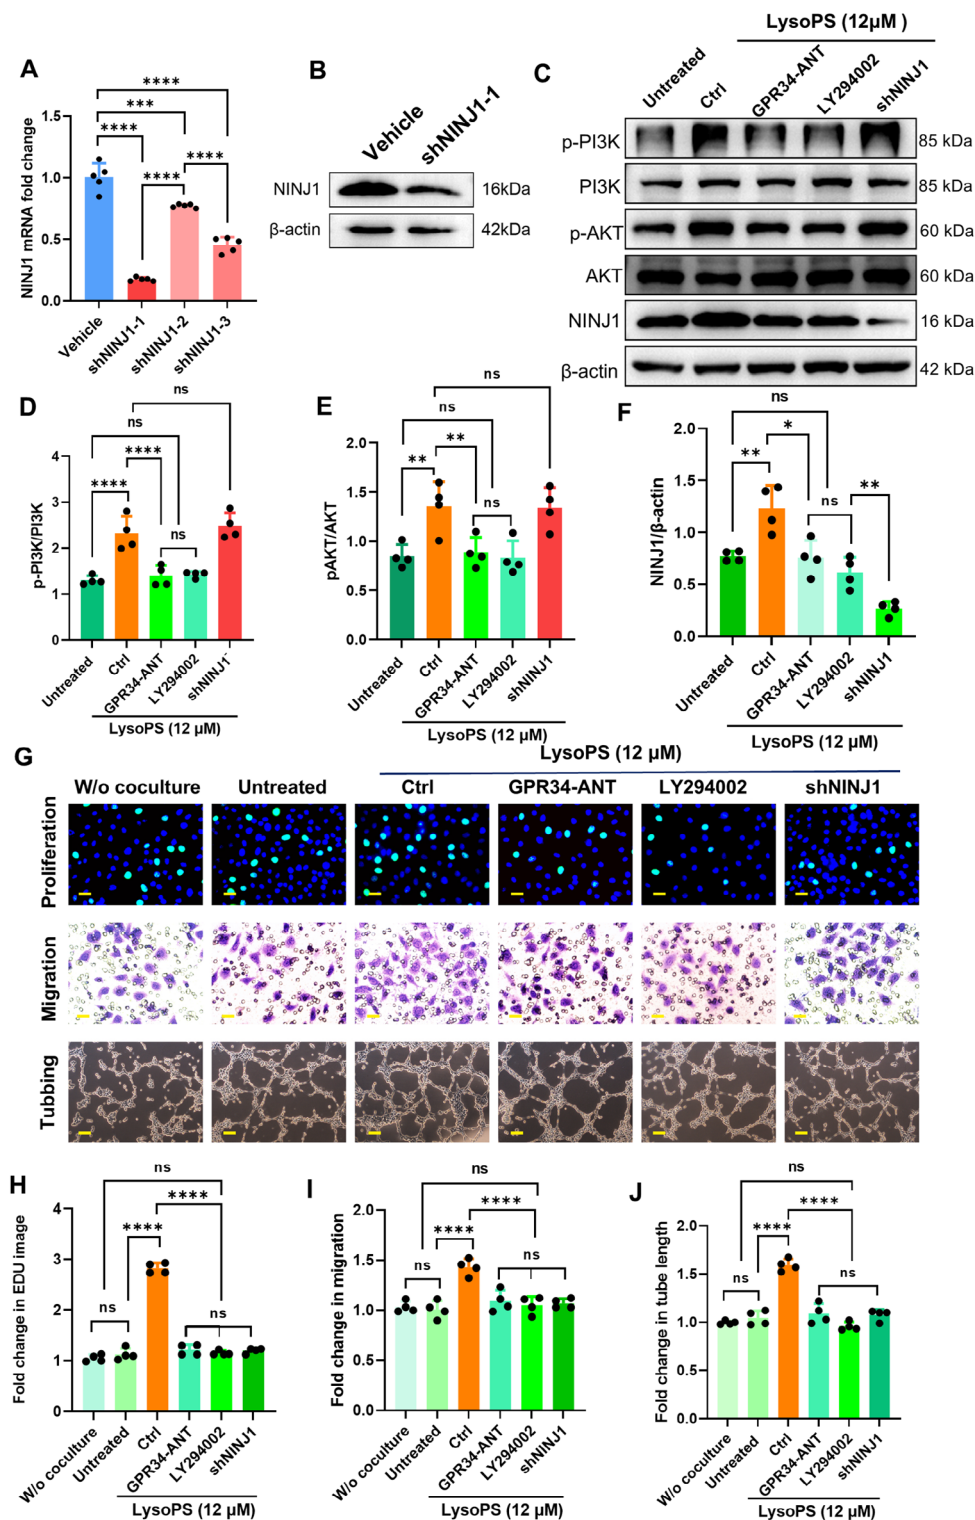 A
NINJ1 mRNA fold change
1.5
1.0
0.5
0.0
****
***
****
****
****
Vehicle
shNINJ1-1
shNINJ1-2
shNINJ1-3
B
Vehicle
shNINJ1-1
NINJ1
16kDa
β-actin
42kDa
C
LysoPS (12μM )
Untreated
Ctrl
GPR34-ANT
LY294002
shNINJ1
p-PI3K
85 kDa
PI3K
85 kDa
p-AKT
60 kDa
AKT
60 kDa
NINJ1
16 kDa
β-actin
42 kDa
D
p-PI3K/PI3K
4
3
2
1
0
ns
ns
****
****
ns
Untreated
Ctrl
GPR34-ANT
LY294002
shNINJ1-
LysoPS (12 μM)
E
pAKT/AKT
2.0
1.5
1.0
0.5
0.0
ns
ns
**
**
ns
Untreated
Ctrl
GPR34-ANT
LY294002
shNINJ1
LysoPS (12 μM)
F
NINJ1/β-actin
2.0
1.5
1.0
0.5
0.0
ns
*
**
ns
**
Untreated
Ctrl
GPR34-ANT
LY294002
shNINJ1
LysoPS (12 μM)
G
LysoPS (12 μM)
W/o coculture
Untreated
Ctrl
GPR34-ANT
LY294002
shNINJ1
Proliferation
Migration
Tubbing
H
Fold change in EDU image
4
3
2
1
0
ns
****
****
ns
ns
W/o coculture
Untreated
Ctrl
GPR34-ANT
LY294002
shNINJ1
LysoPS (12 μM)
I
Fold change in migration
2.0
1.5
1.0
0.5
0.0
ns
****
****
ns
ns
W/o coculture
Untreated
Ctrl
GPR34-ANT
LY294002
shNINJ1
LysoPS (12 μM)
J
Fold change in tube length
2.0
1.5
1.0
0.5
0.0
ns
****
****
ns
ns
W/o coculture
Untreated
Ctrl
GPR34-ANT
LY294002
shNINJ1
LysoPS (12 μM)